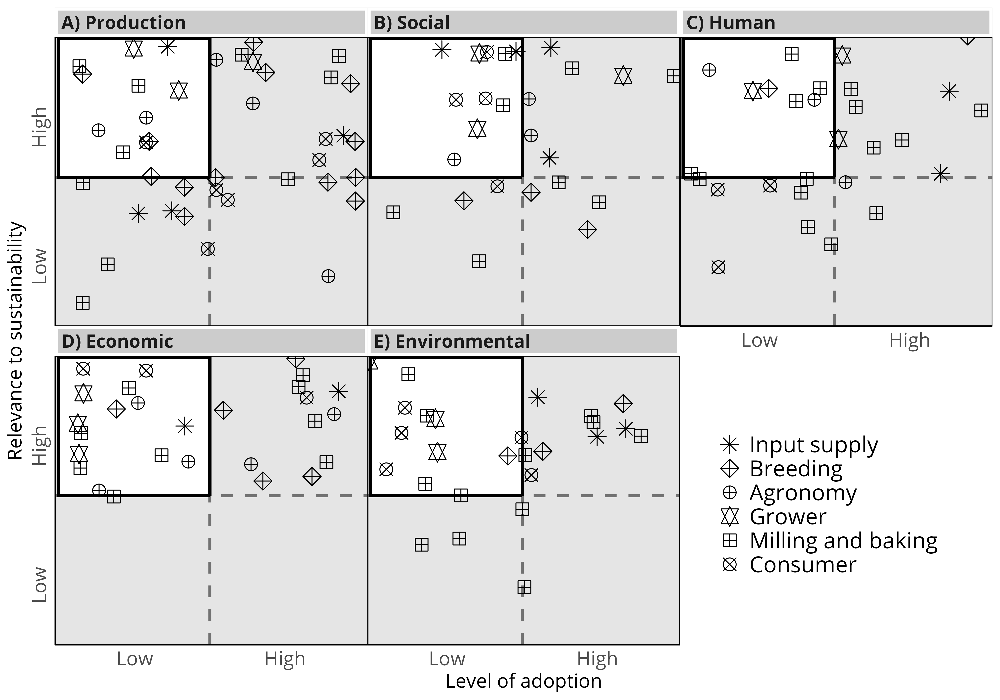 A) Production
B) Social
C) Human
High
Low
Low
High
D) Economic
E) Environmental
High
Low
Low
High
Low
High
Relevance to sustainability
Level of adoption
Input supply
Breeding
Agronomy
Grower
Milling and baking
Consumer